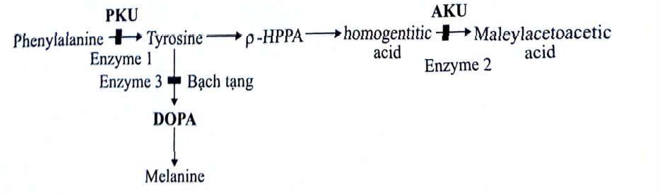 PKU
AKU
Phenylalanine Tyrosine ρ-HPPA homogentitic Maleylacetoacetic
acid acid
Enzyme 1
Enzyme 2
Enzyme 3 Bạch tạng
DOPA
Melanine